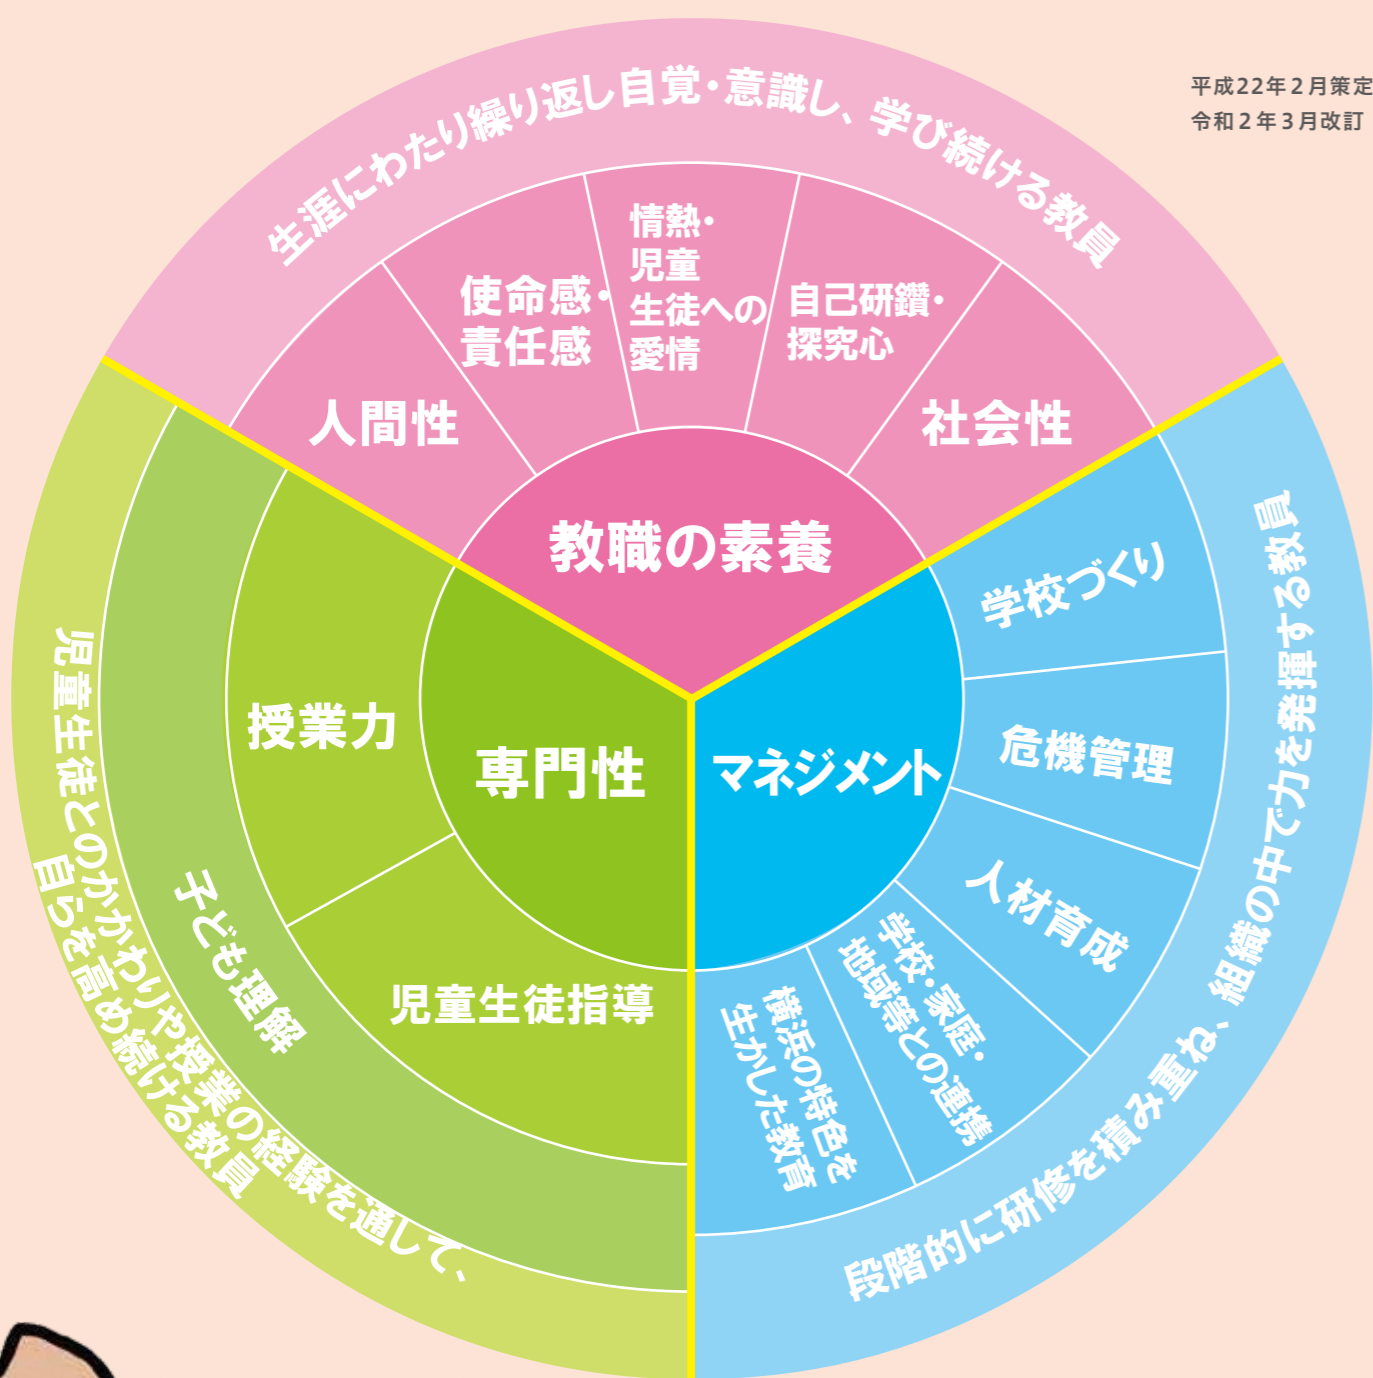 平成22年2月策定
令和2年3月改訂
生涯にわたり繰り返し自覚・意識し、学び続ける教員
人間性
使命感・
責任感
情熱・
児童
生徒への
愛情
自己研鑽・
探究心
社会性
教職の素養
専門性
授業力
児童生徒指導
子ども理解
児童生徒とのかかわりや授業の経験を通して、
自らを高め続ける教員
マネジメント
学校づくり
危機管理
人材育成
学校・家庭・
地域等との連携
横浜の特色を
生かした教育
段階的に研修を積み重ね、組織の中で力を発揮する教員